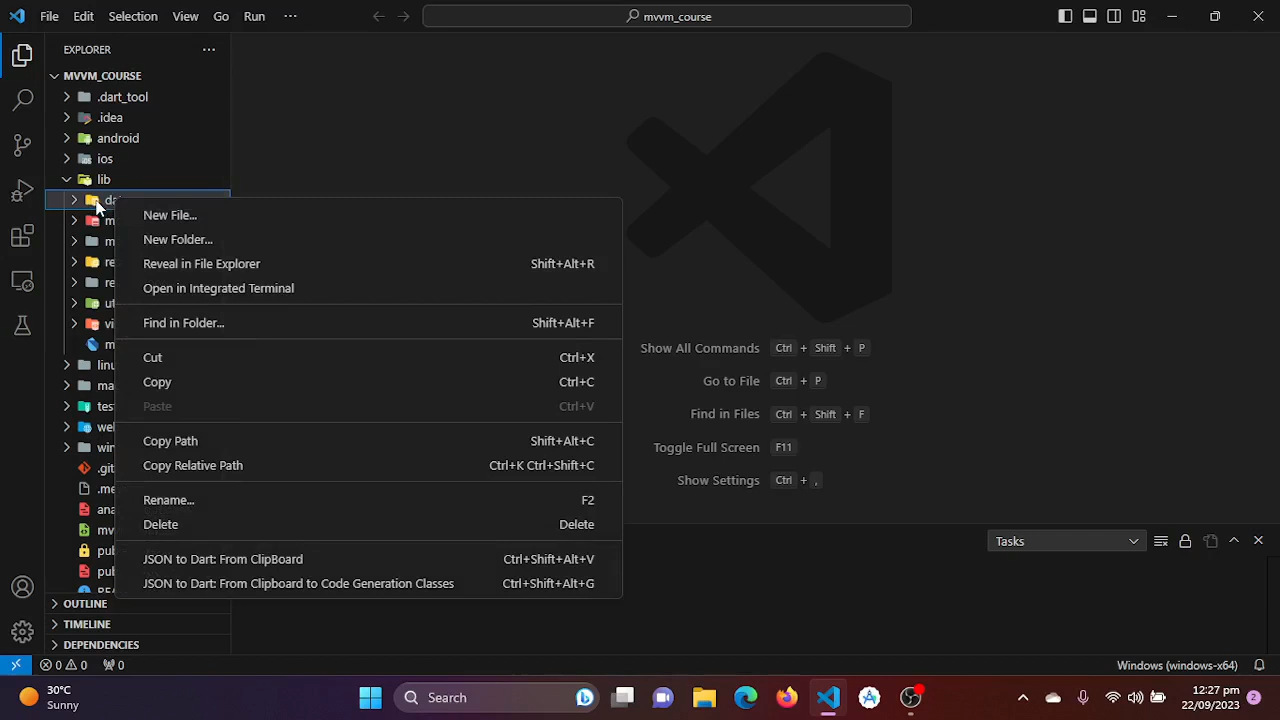 File Edit Selection View Go Run ···
mvvm_course
EXPLORER
MVVM_COURSE
.dart_tool
.idea
android
ios
lib
New File...
New Folder...
Reveal in File Explorer Shift+Alt+R
Open in Integrated Terminal
Find in Folder... Shift+Alt+F
Cut Ctrl+X
Copy Ctrl+C
Paste Ctrl+V
Copy Path Shift+Alt+C
Copy Relative Path Ctrl+K Ctrl+Shift+C
Rename... F2
Delete Delete
JSON to Dart: From ClipBoard Ctrl+Shift+Alt+V
JSON to Dart: From Clipboard to Code Generation Classes Ctrl+Shift+Alt+G
Show All Commands Ctrl + Shift + P
Go to File Ctrl + P
Find in Files Ctrl + Shift + F
Toggle Full Screen F11
Show Settings Ctrl + ,
Tasks
OUTLINE
TIMELINE
DEPENDENCIES
0 0 0
Windows (windows-x64)
30°C
Sunny
Search
12:27 pm
22/09/2023
2